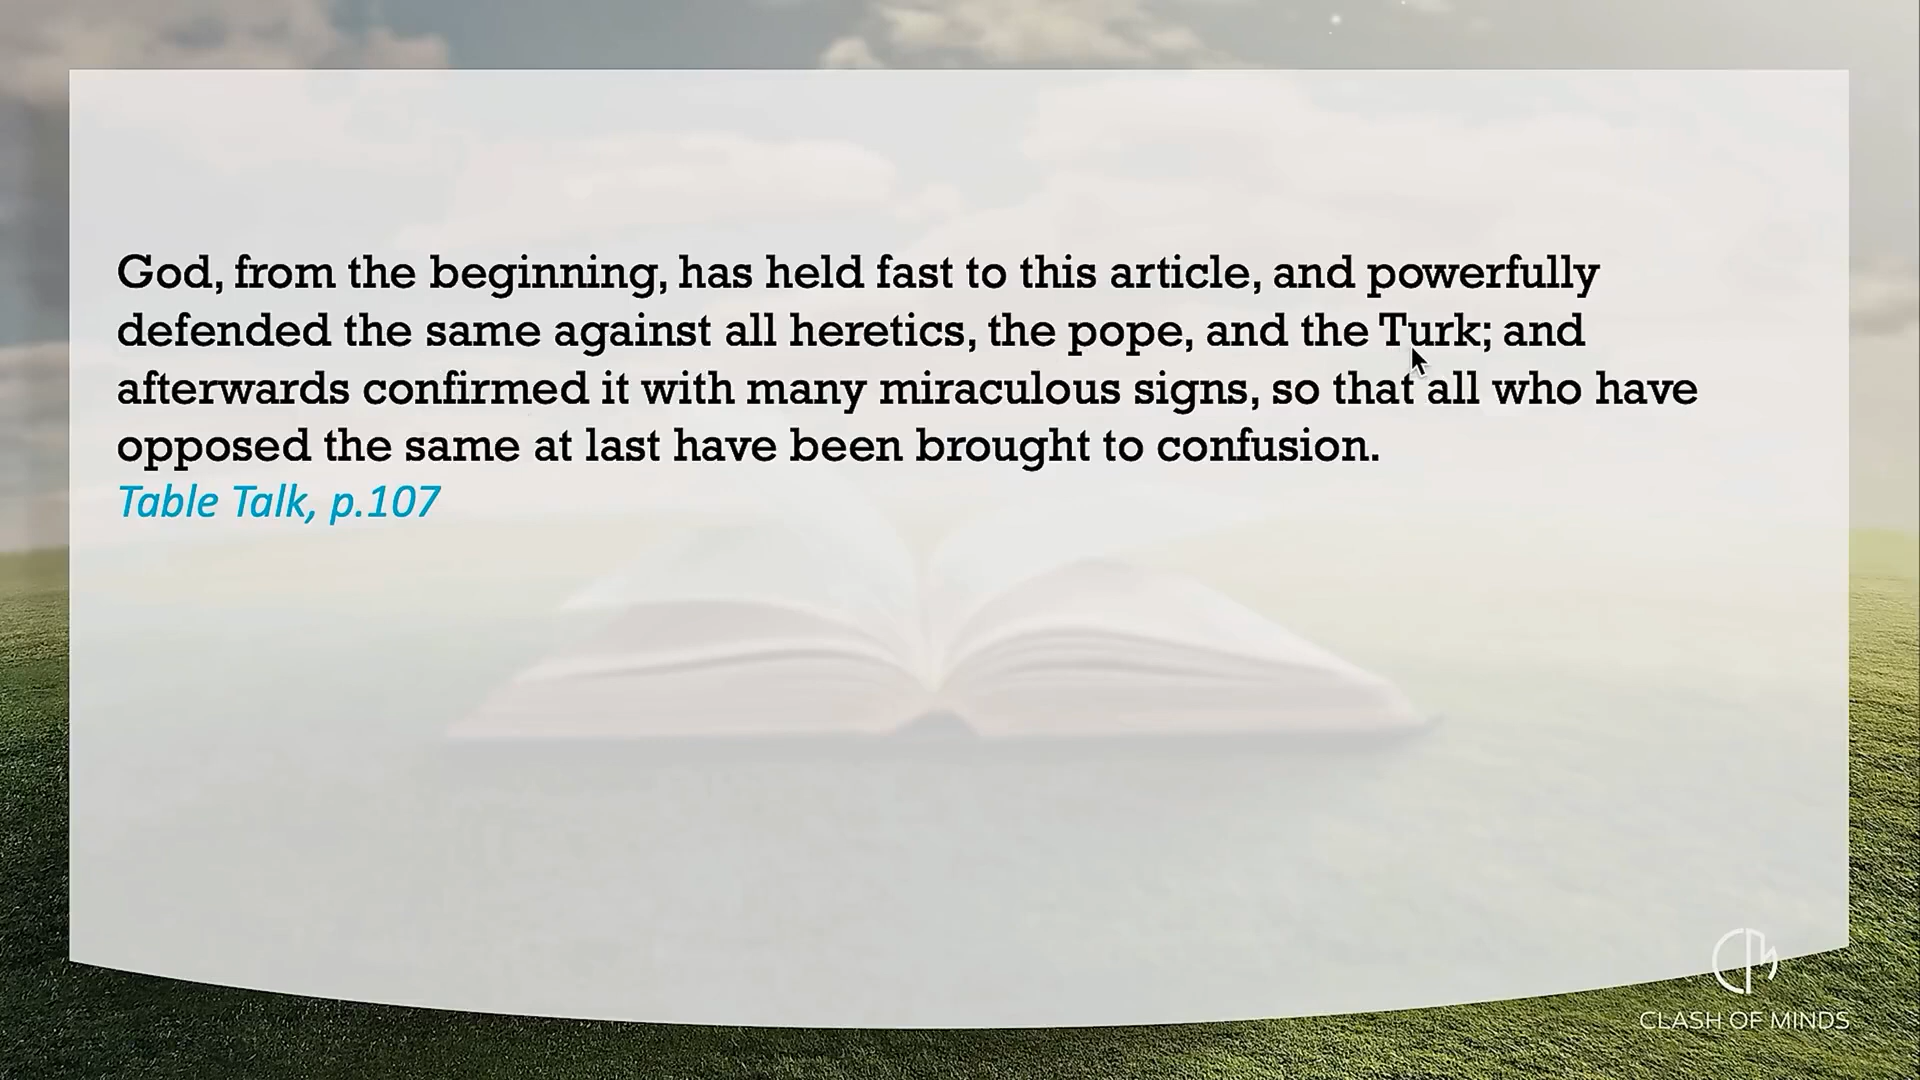 God, from the beginning, has held fast to this article, and powerfully
defended the same against all heretics, the pope, and the Turk; and
afterwards confirmed it with many miraculous signs, so that all who have
opposed the same at last have been brought to confusion.
Table Talk, p.107
CLASH OF MINDS